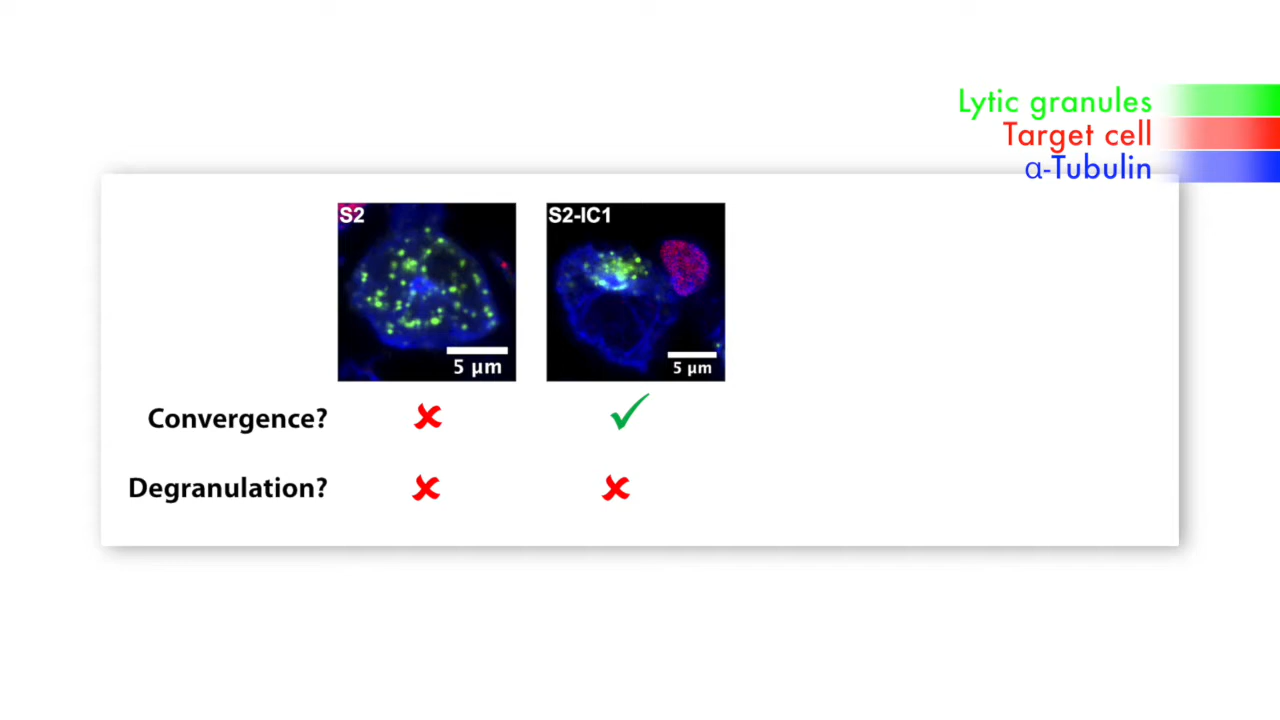 Lytic granules
Target cell
α-Tubulin
S2
S2-IC1
5 μm
5 μm
Convergence?
Degranulation?